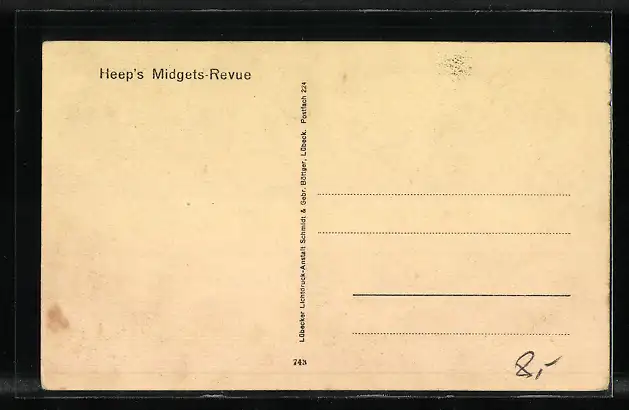 Heep's Midgets-Revue
Lübecker Lichtdruck-Anstalt Schmidt & Gebr. Böttger, Lübeck. Postfach 224
743
8,-